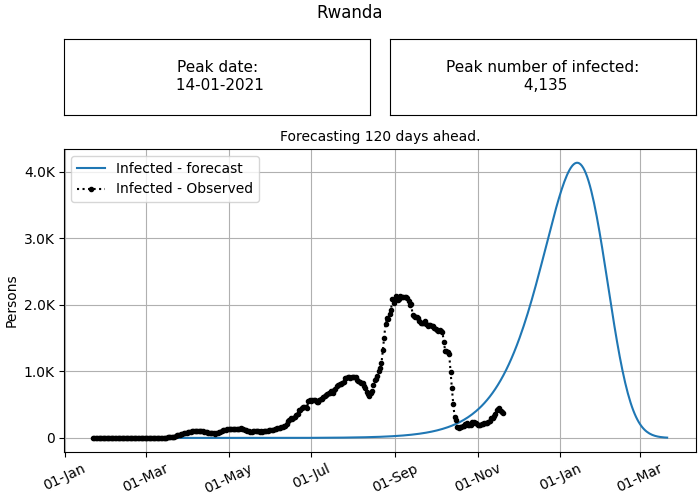 Rwanda
Peak date:
14-01-2021
Peak number of infected:
4,135
Forecasting 120 days ahead.
Infected - forecast
Infected - Observed
4.0K
3.0K
2.0K
1.0K
0
Persons
01-Jan
01-Mar
01-May
01-Jul
01-Sep
01-Nov
01-Jan
01-Mar